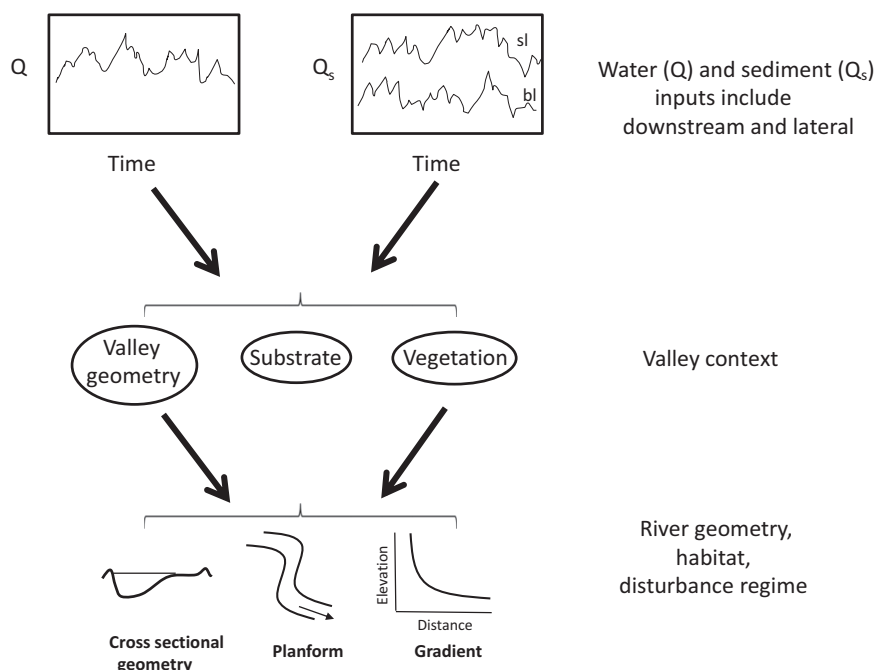 Q
Time
Qs
sl
bl
Time
Water (Q) and sediment (Qs)
inputs include
downstream and lateral
Valley
geometry
Substrate
Vegetation
Valley context
Cross sectional
geometry
Planform
Elevation
Distance
Gradient
River geometry,
habitat,
disturbance regime